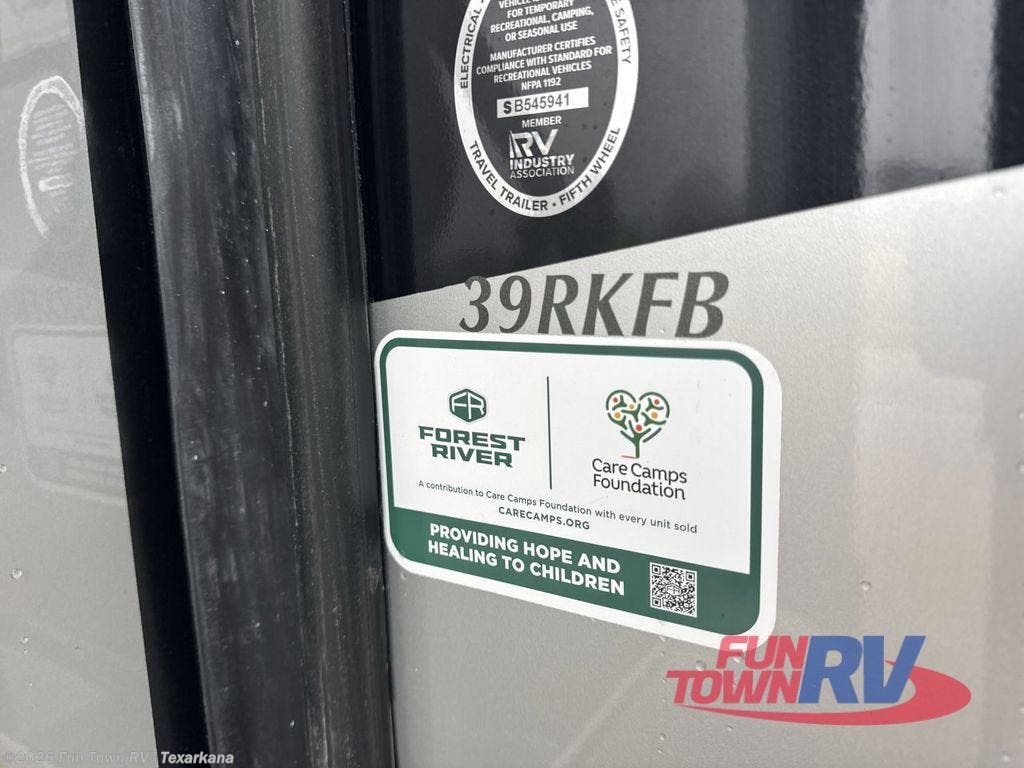 VEHICLE
FOR TEMPORARY
RECREATIONAL, CAMPING,
OR SEASONAL USE
MANUFACTURER CERTIFIES
COMPLIANCE WITH STANDARD FOR
RECREATIONAL VEHICLES
NFPA 1192
SB545941
MEMBER
RV
INDUSTRY
ASSOCIATION
ELECTRICAL
SAFETY
TRAVEL TRAILER • FIFTH WHEEL
39RKFB
FR
FOREST
RIVER
Care Camps
Foundation
A contribution to Care Camps Foundation with every unit sold
CARECAMPS.ORG
PROVIDING HOPE AND
HEALING TO CHILDREN
FUN
TOWN RV
©2026 Fun Town RV - Texarkana